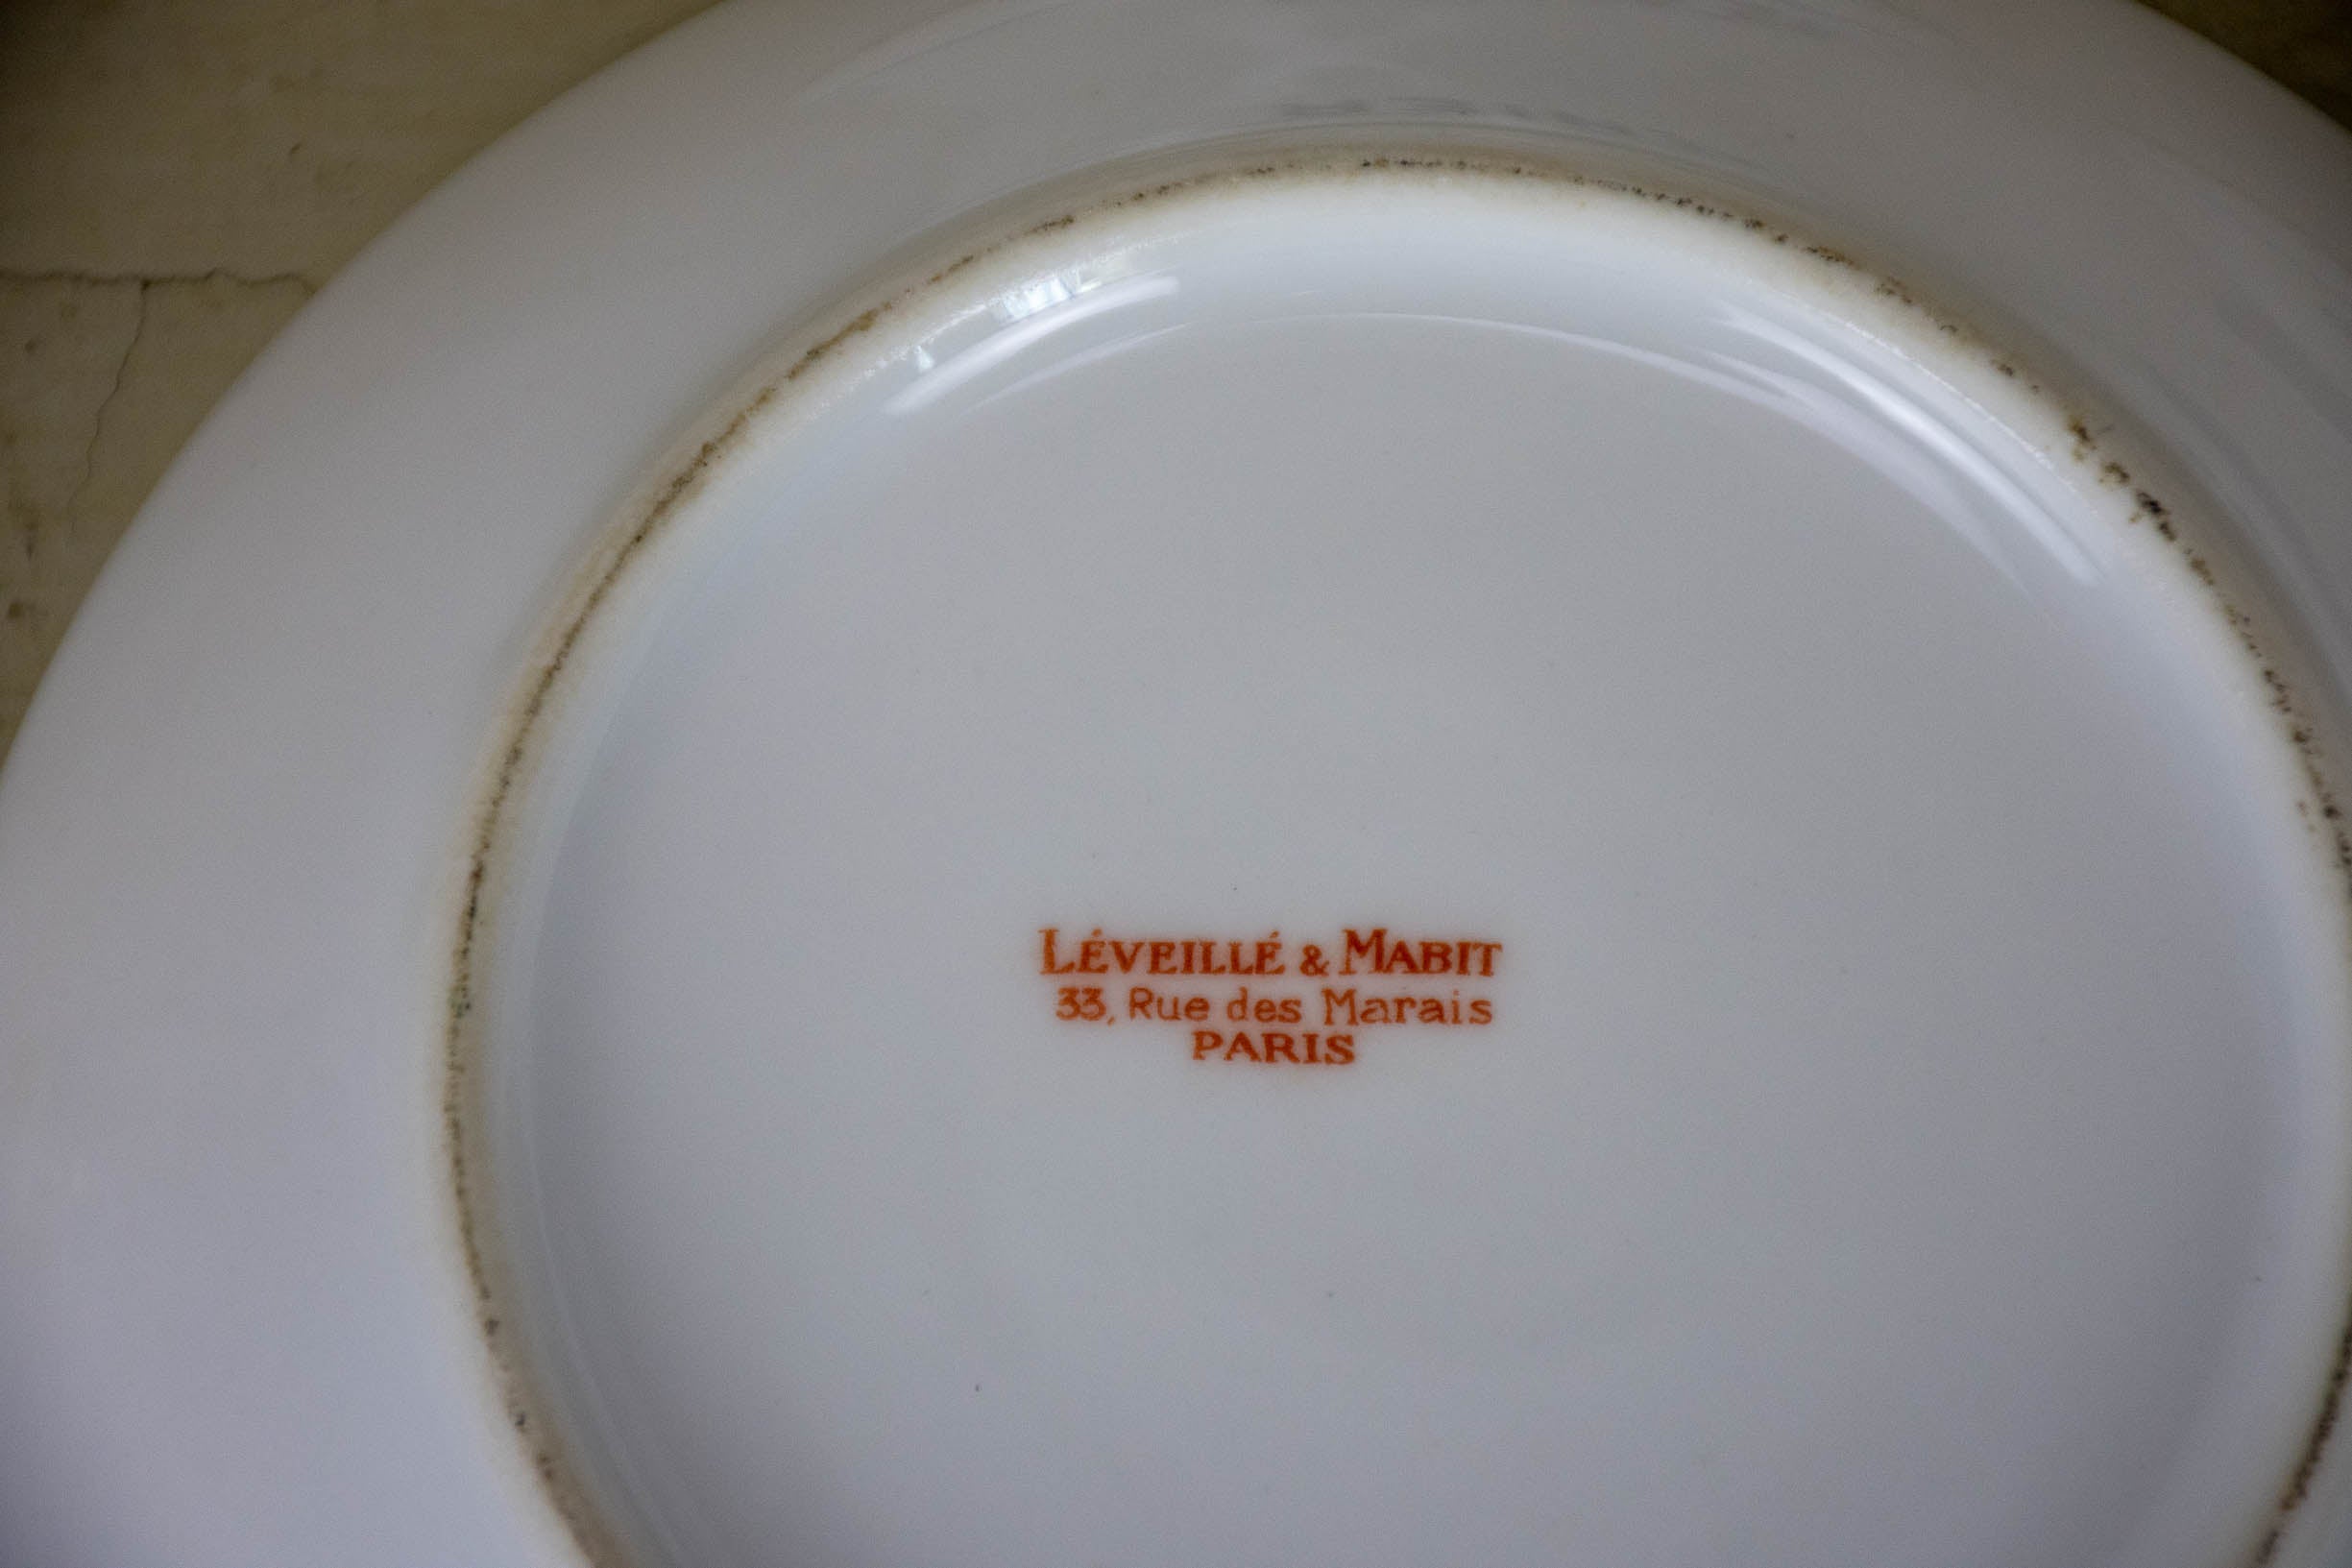 LÉVEILLÉ & MABIT
33, Rue des Marais
PARIS